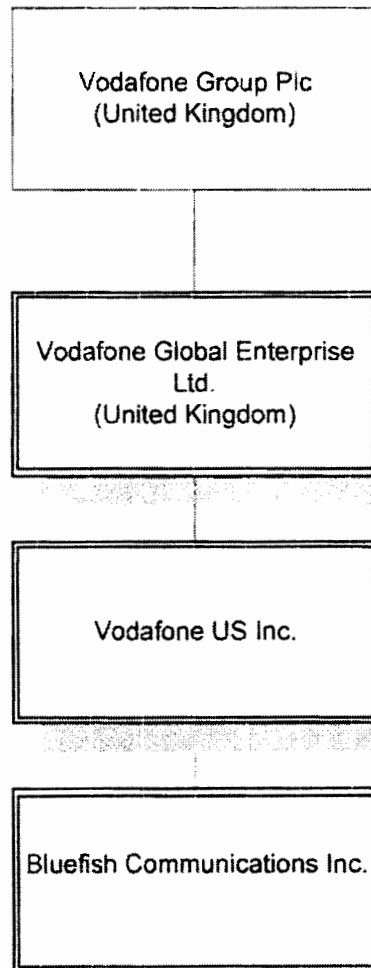 Vodafone Group Plc
(United Kingdom)
Vodafone Global Enterprise
Ltd.
(United Kingdom)
Vodafone US Inc.
Bluefish Communications Inc.